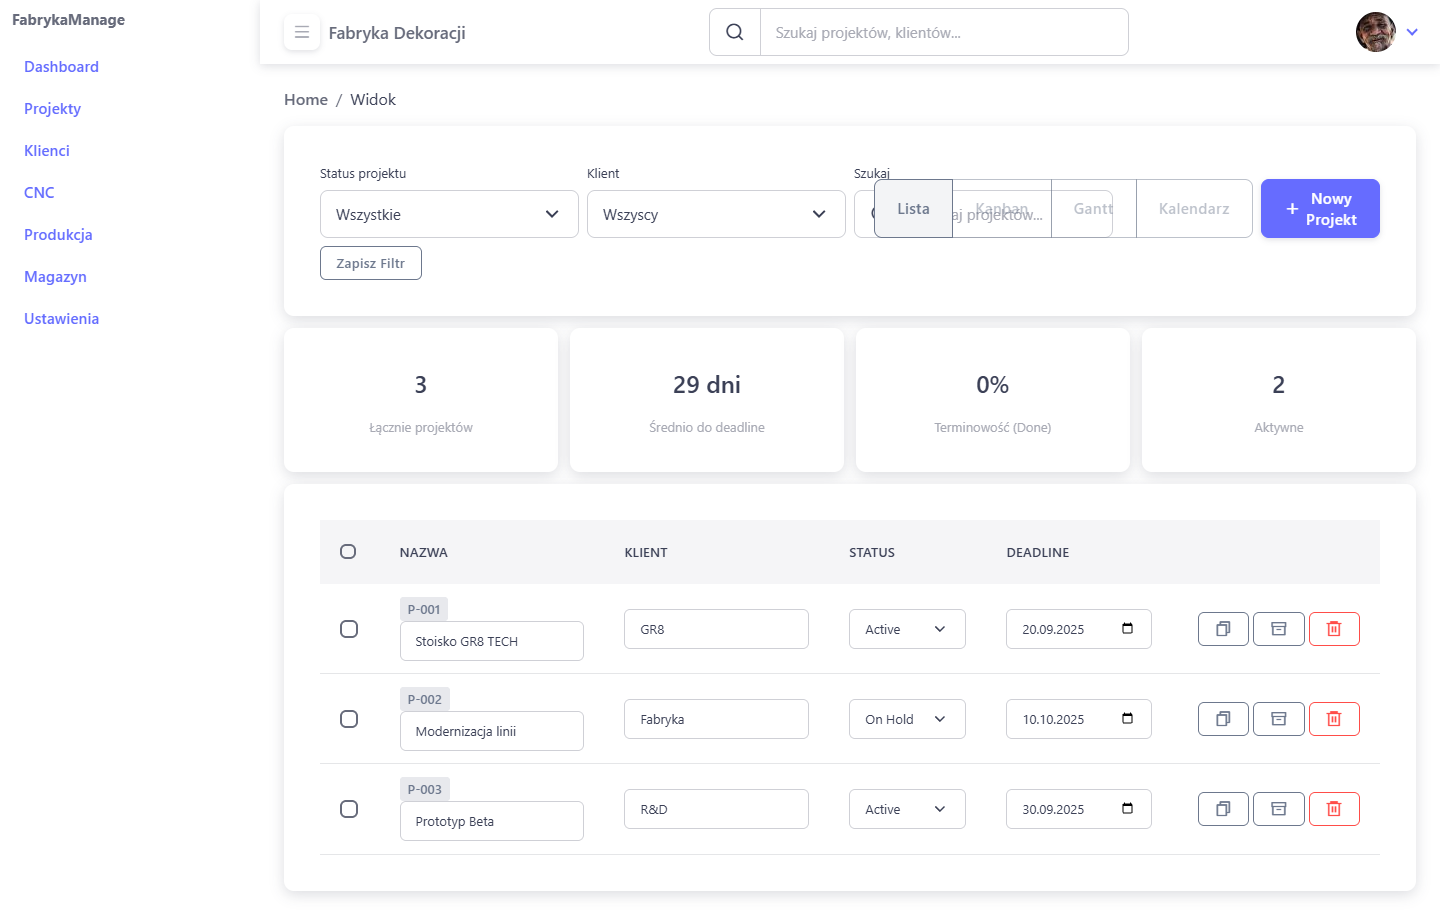 FabrykaManage
Dashboard
Projekty
Klienci
CNC
Produkcja
Magazyn
Ustawienia
Fabryka Dekoracji
Szukaj projektów, klientów...
Home / Widok
Status projektu
Wszystkie
Klient
Wszyscy
Szukaj
aj projektów...
Lista
Kanban
Gantt
Kalendarz
+ Nowy
Projekt
Zapisz Filtr
3
Łącznie projektów
29 dni
Średnio do deadline
0%
Terminowość (Done)
2
Aktywne
NAZWA KLIENT STATUS DEADLINE
P-001
Stoisko GR8 TECH GR8 Active 20.09.2025
P-002
Modernizacja linii Fabryka On Hold 10.10.2025
P-003
Prototyp Beta R&D Active 30.09.2025